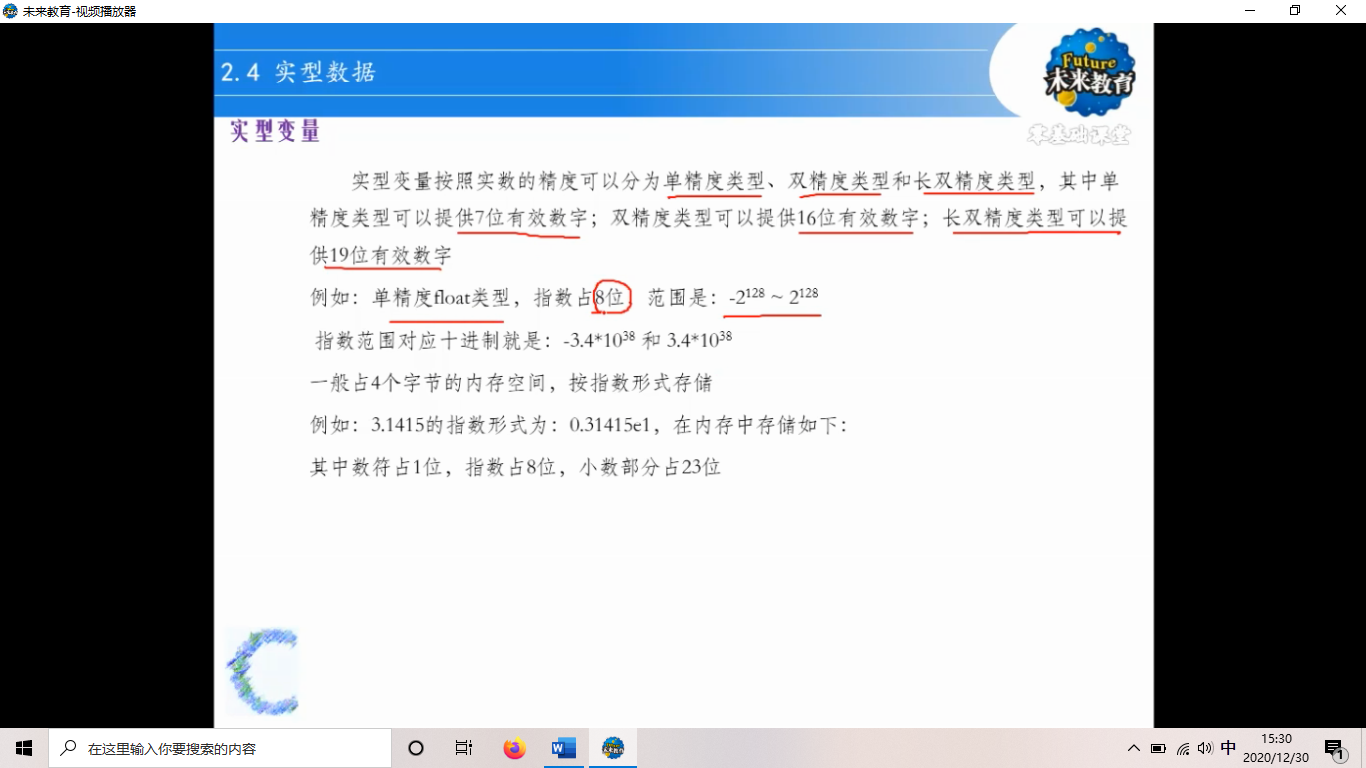 未来教育-视频播放器
2.4 实型数据
Future
未来教育
零基础课堂
实型变量
实型变量按照实数的精度可以分为单精度类型、双精度类型和长双精度类型，其中单
精度类型可以提供7位有效数字；双精度类型可以提供16位有效数字；长双精度类型可以提
供19位有效数字
例如：单精度float类型，指数占8位，范围是：-2¹²⁸ ~ 2¹²⁸
指数范围对应十进制就是：-3.4*10³⁸ 和 3.4*10³⁸
一般占4个字节的内存空间，按指数形式存储
例如：3.1415的指数形式为：0.31415e1，在内存中存储如下：
其中数符占1位，指数占8位，小数部分占23位
在这里输入你要搜索的内容
中
15:30
2020/12/30
1